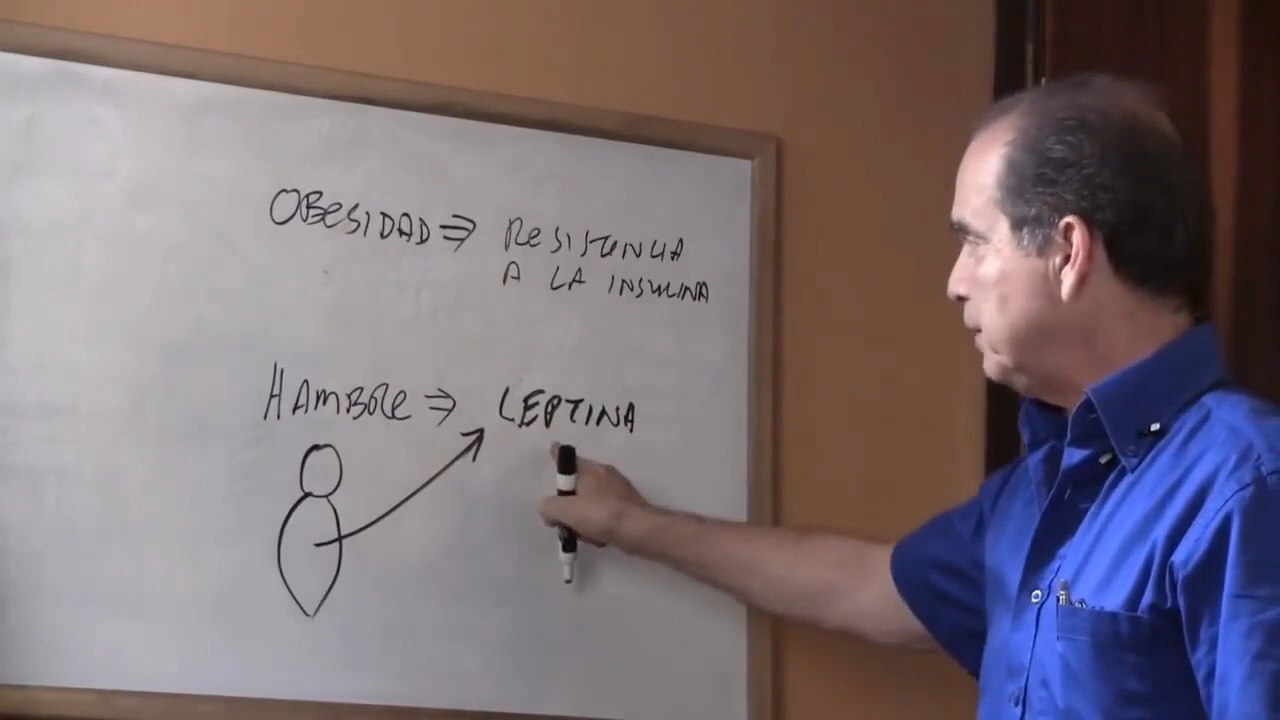 OBESIDAD ⇒ RESISTENCIA
A LA INSULINA
HAMBRE ⇒ LEPTINA